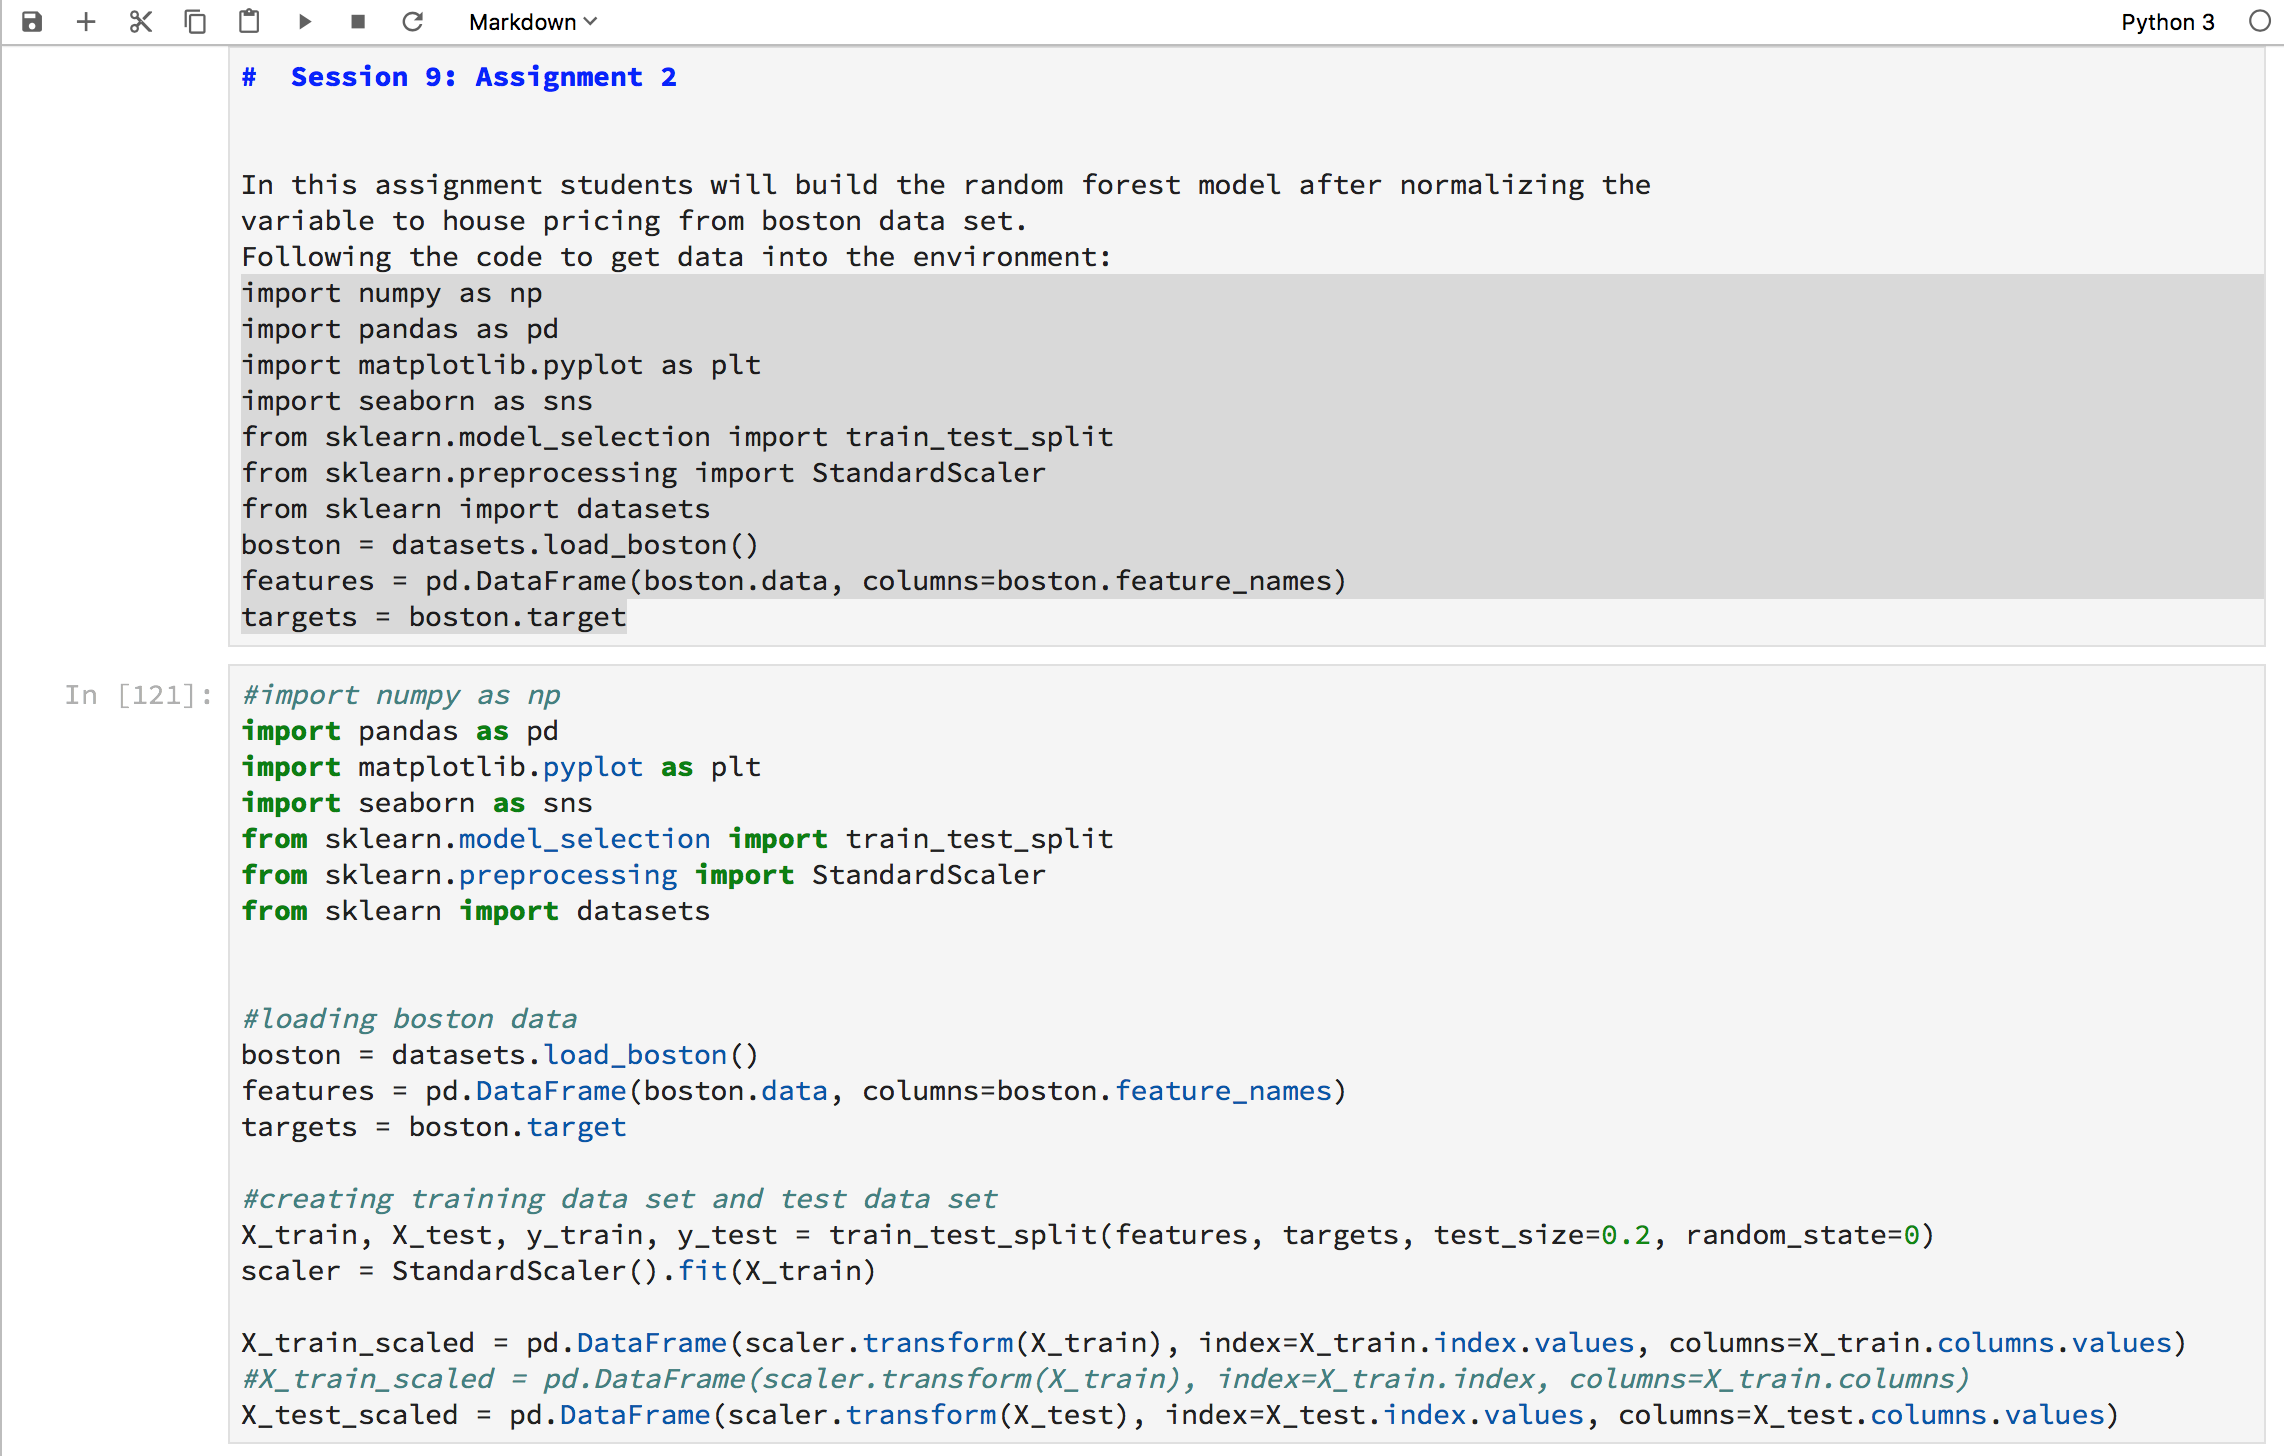 Markdown
Python 3
#  Session 9: Assignment 2
In this assignment students will build the random forest model after normalizing the
variable to house pricing from boston data set.
Following the code to get data into the environment:
import numpy as np
import pandas as pd
import matplotlib.pyplot as plt
import seaborn as sns
from sklearn.model_selection import train_test_split
from sklearn.preprocessing import StandardScaler
from sklearn import datasets
boston = datasets.load_boston()
features = pd.DataFrame(boston.data, columns=boston.feature_names)
targets = boston.target
In [121]:
#import numpy as np
import pandas as pd
import matplotlib.pyplot as plt
import seaborn as sns
from sklearn.model_selection import train_test_split
from sklearn.preprocessing import StandardScaler
from sklearn import datasets
#loading boston data
boston = datasets.load_boston()
features = pd.DataFrame(boston.data, columns=boston.feature_names)
targets = boston.target
#creating training data set and test data set
X_train, X_test, y_train, y_test = train_test_split(features, targets, test_size=0.2, random_state=0)
scaler = StandardScaler().fit(X_train)
X_train_scaled = pd.DataFrame(scaler.transform(X_train), index=X_train.index.values, columns=X_train.columns.values)
#X_train_scaled = pd.DataFrame(scaler.transform(X_train), index=X_train.index, columns=X_train.columns)
X_test_scaled = pd.DataFrame(scaler.transform(X_test), index=X_test.index.values, columns=X_test.columns.values)